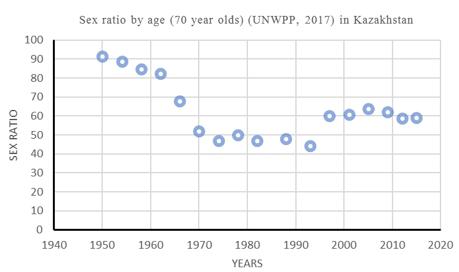 Sex ratio by age (70 year olds) (UNWPP, 2017) in Kazakhstan
100
90
80
70
60
50
40
30
20
10
0
SEX RATIO
1940 1950 1960 1970 1980 1990 2000 2010 2020
YEARS